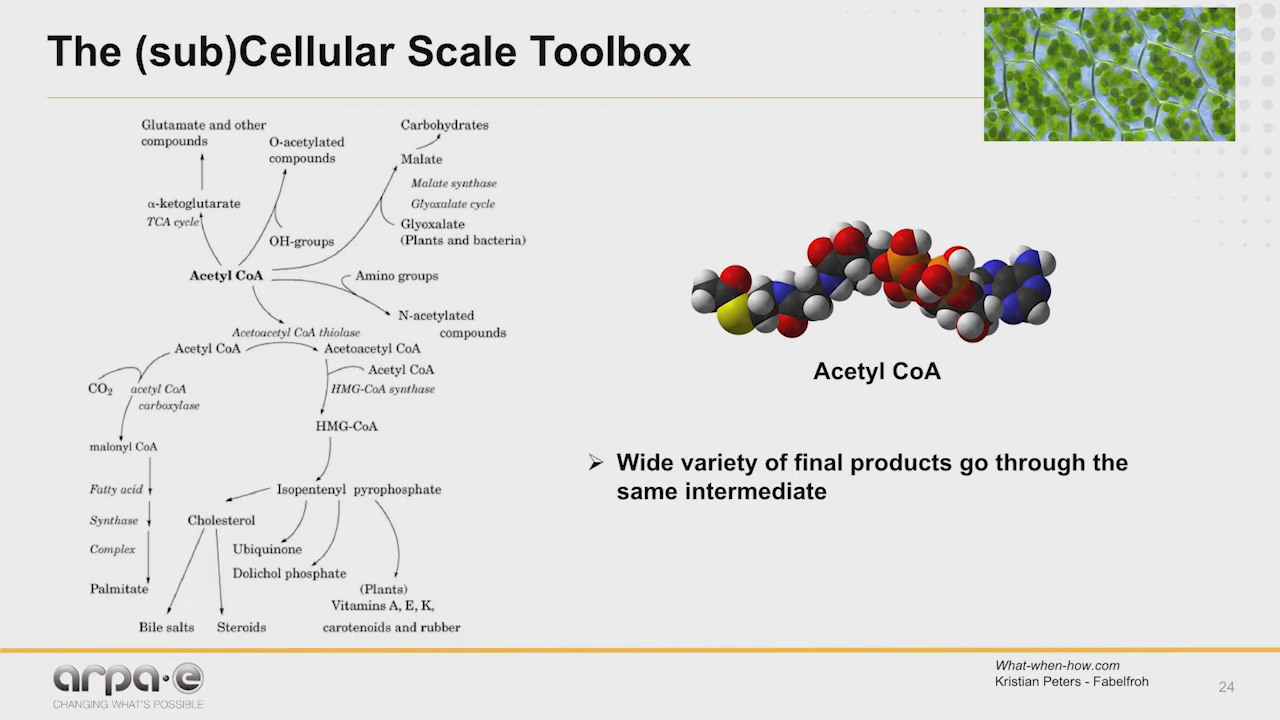 The (sub)Cellular Scale Toolbox
Glutamate and other
compounds
O-acetylated
compounds
Carbohydrates
Malate
Malate synthase
Glyoxalate cycle
α-ketoglutarate
TCA cycle
Glyoxalate
(Plants and bacteria)
OH-groups
Acetyl CoA
Amino groups
N-acetylated
compounds
Acetoacetyl CoA thiolase
Acetyl CoA
Acetoacetyl CoA
Acetyl CoA
CO2
acetyl CoA
carboxylase
HMG-CoA synthase
HMG-CoA
malonyl CoA
Fatty acid
Synthase
Complex
Palmitate
Isopentenyl pyrophosphate
Cholesterol
Ubiquinone
Dolichol phosphate
(Plants)
Vitamins A, E, K,
carotenoids and rubber
Bile salts
Steroids
Acetyl CoA
➢ Wide variety of final products go through the
same intermediate
arpa·e
CHANGING WHAT'S POSSIBLE
What-when-how.com
Kristian Peters - Fabelfroh
24